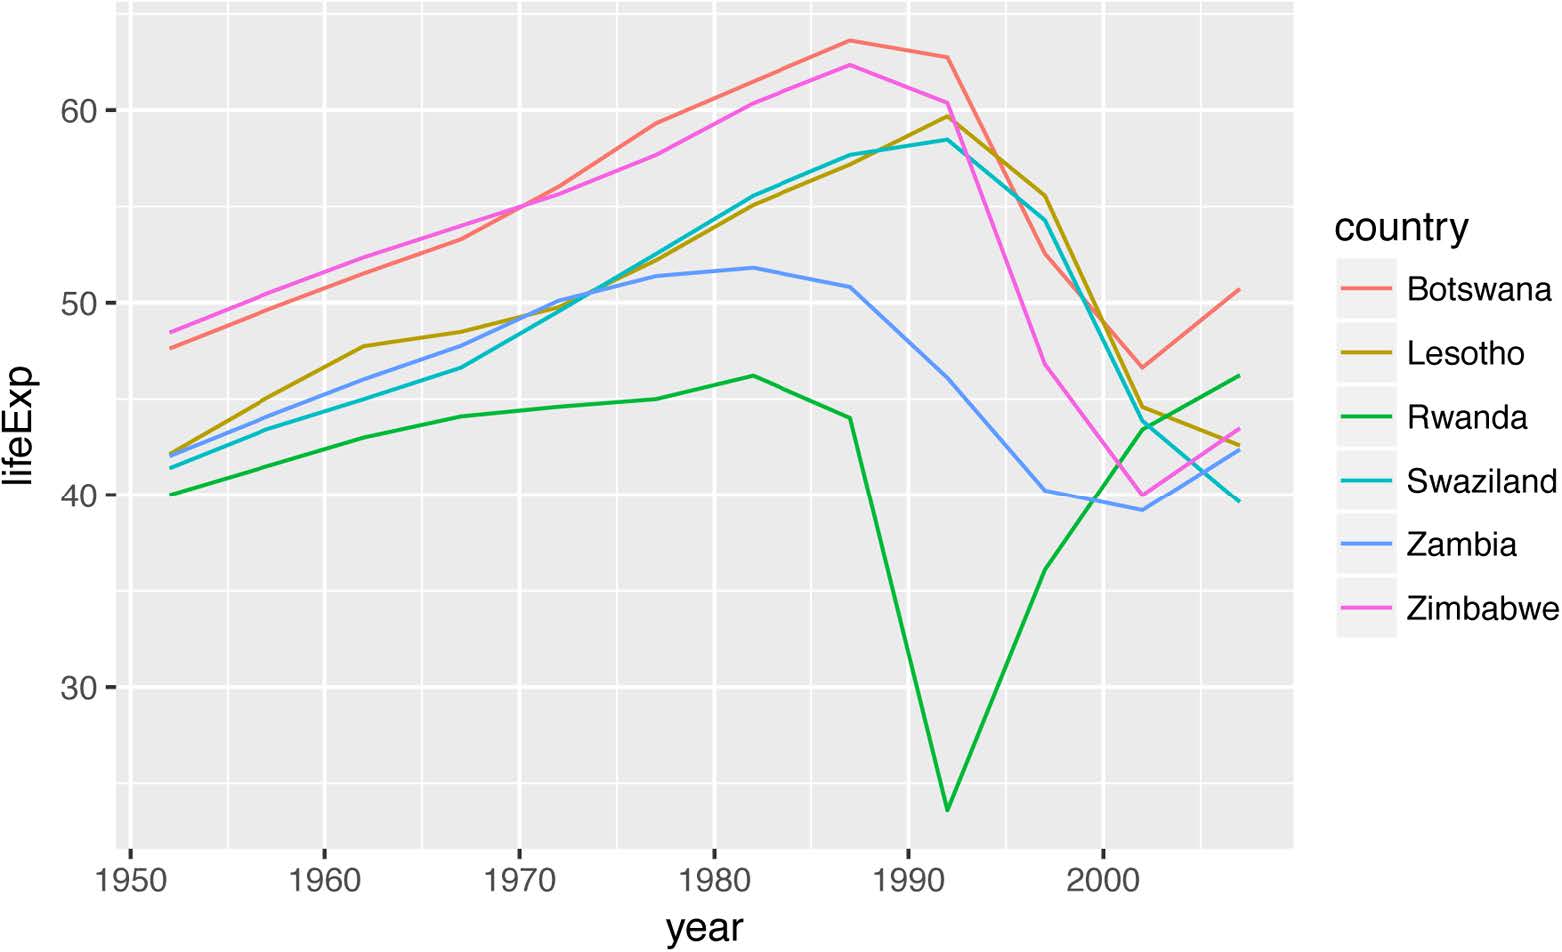 60
50
40
30
lifeExp
1950 1960 1970 1980 1990 2000
year
country
Botswana
Lesotho
Rwanda
Swaziland
Zambia
Zimbabwe